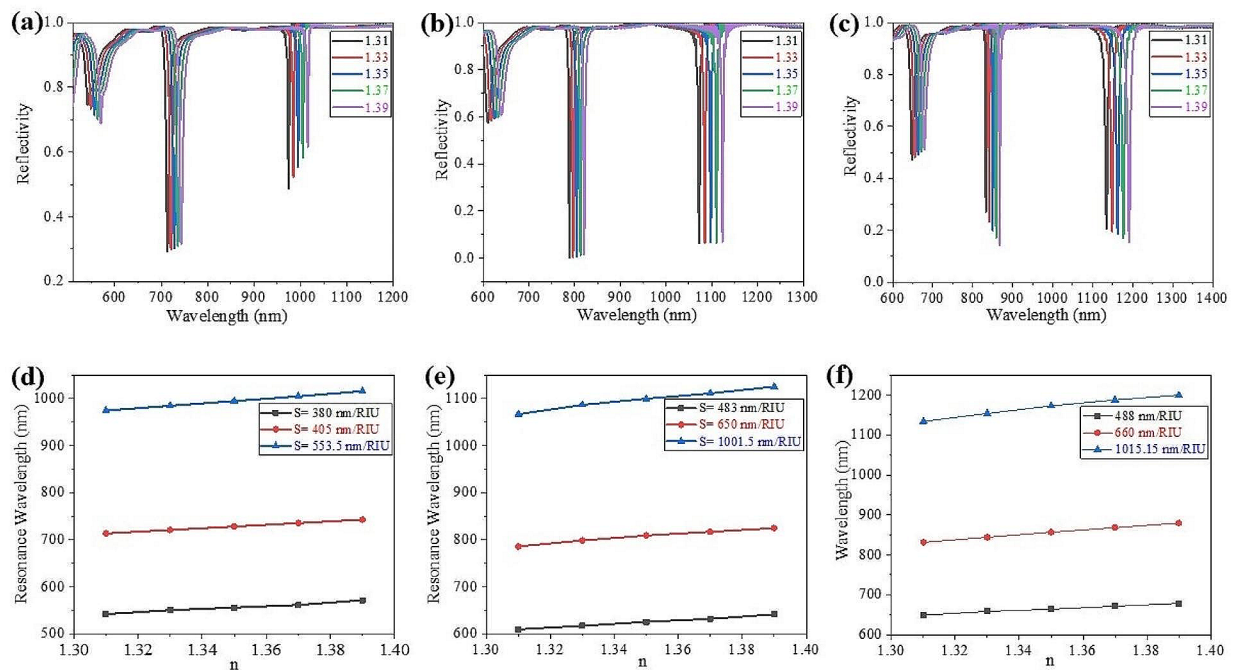 (a)
1.0
0.8
0.6
0.4
0.2
Reflectivity
600 700 800 900 1000 1100 1200
Wavelength (nm)
1.31
1.33
1.35
1.37
1.39
(b)
1.0
0.8
0.6
0.4
0.2
0.0
Reflectivity
600 700 800 900 1000 1100 1200 1300
Wavelength (nm)
1.31
1.33
1.35
1.37
1.39
(c)
1.0
0.8
0.6
0.4
0.2
0.0
Reflectivity
600 700 800 900 1000 1100 1200 1300 1400
Wavelength (nm)
1.31
1.33
1.35
1.37
1.39
(d)
1000
900
800
700
600
500
Resonance Wavelength (nm)
1.30 1.32 1.34 1.36 1.38 1.40
n
S= 380 nm/RIU
S= 405 nm/RIU
S= 553.5 nm/RIU
(e)
1100
1000
900
800
700
600
Resonance Wavelength (nm)
1.30 1.32 1.34 1.36 1.38 1.40
n
S= 483 nm/RIU
S= 650 nm/RIU
S= 1001.5 nm/RIU
(f)
1200
1100
1000
900
800
700
600
Wavelength (nm)
1.30 1.32 1.34 1.36 1.38 1.40
n
488 nm/RIU
660 nm/RIU
1015.15 nm/RIU